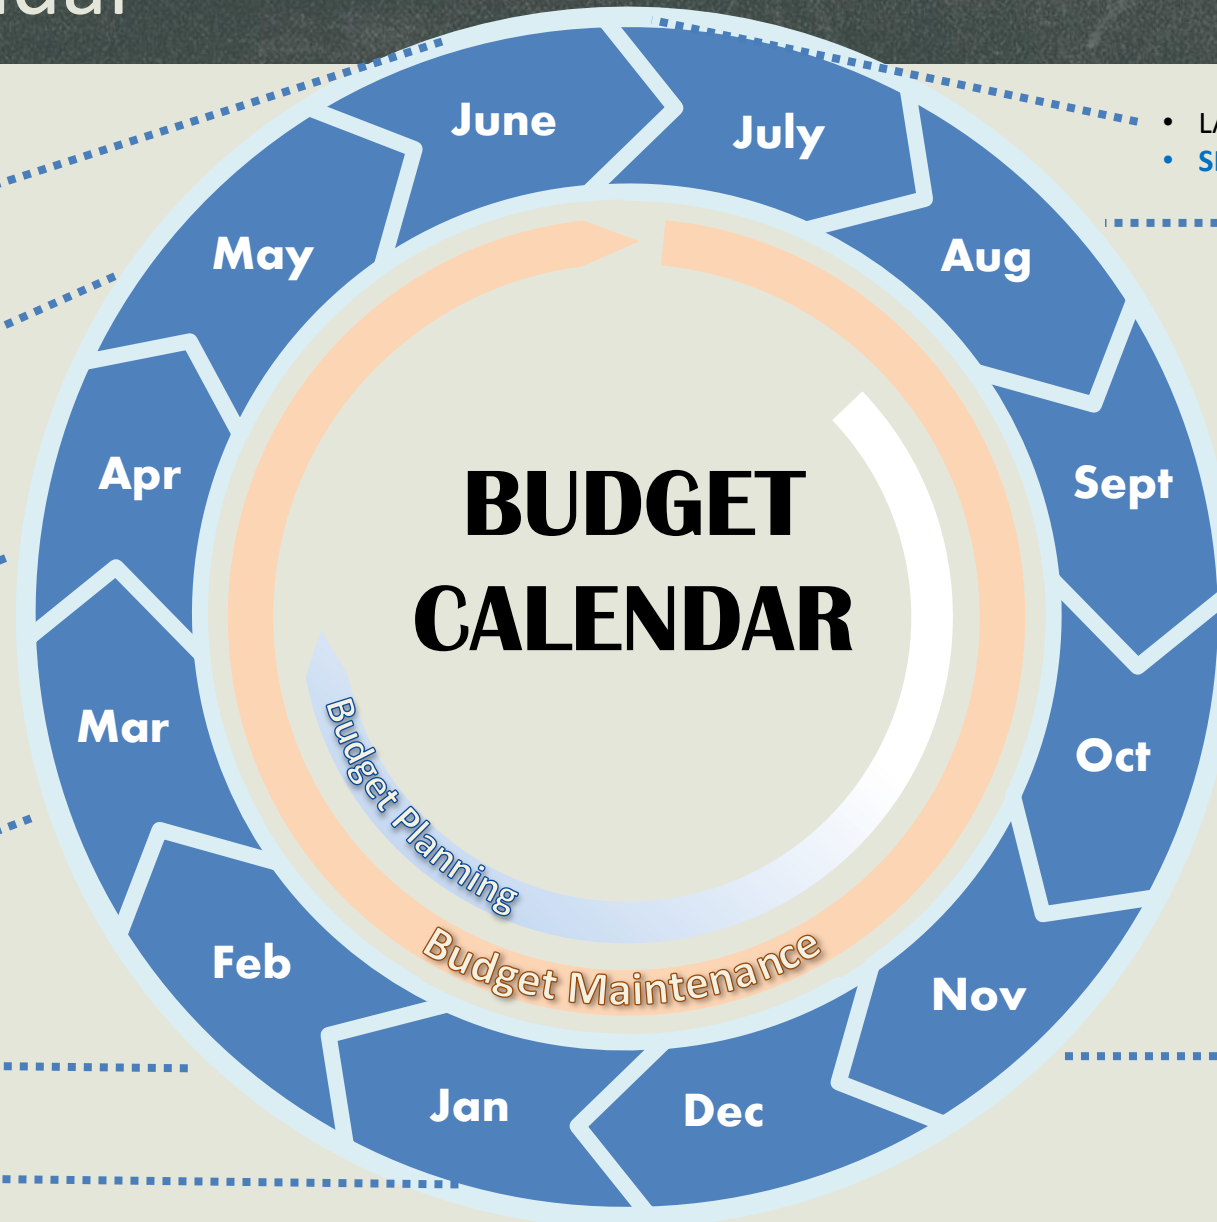 June
July
May
Aug
Apr
Sept
BUDGET
CALENDAR
Mar
Oct
Budget Planning
Budget Maintenance
Feb
Nov
Jan
Dec